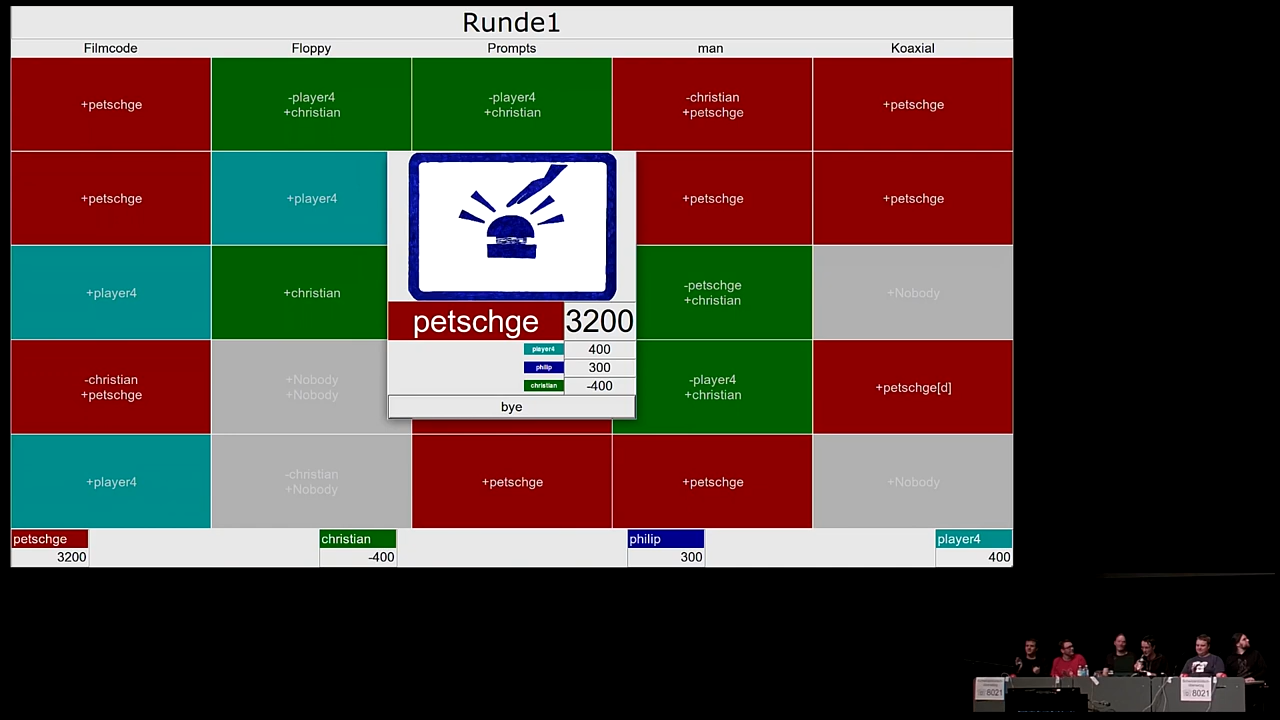 Runde1
Filmcode Floppy Prompts man Koaxial
+petschge
-player4
+christian
-player4
+christian
-christian
+petschge
+petschge
+petschge
+player4
+petschge
+petschge
+player4
+christian
-petschge
+christian
+Nobody
petschge 3200
player4 400
philip 300
christian -400
bye
-christian
+petschge
+Nobody
+Nobody
-player4
+christian
+petschge[d]
+player4
-christian
+Nobody
+petschge
+petschge
+Nobody
petschge
3200
christian
-400
philip
300
player4
400
8021
8021